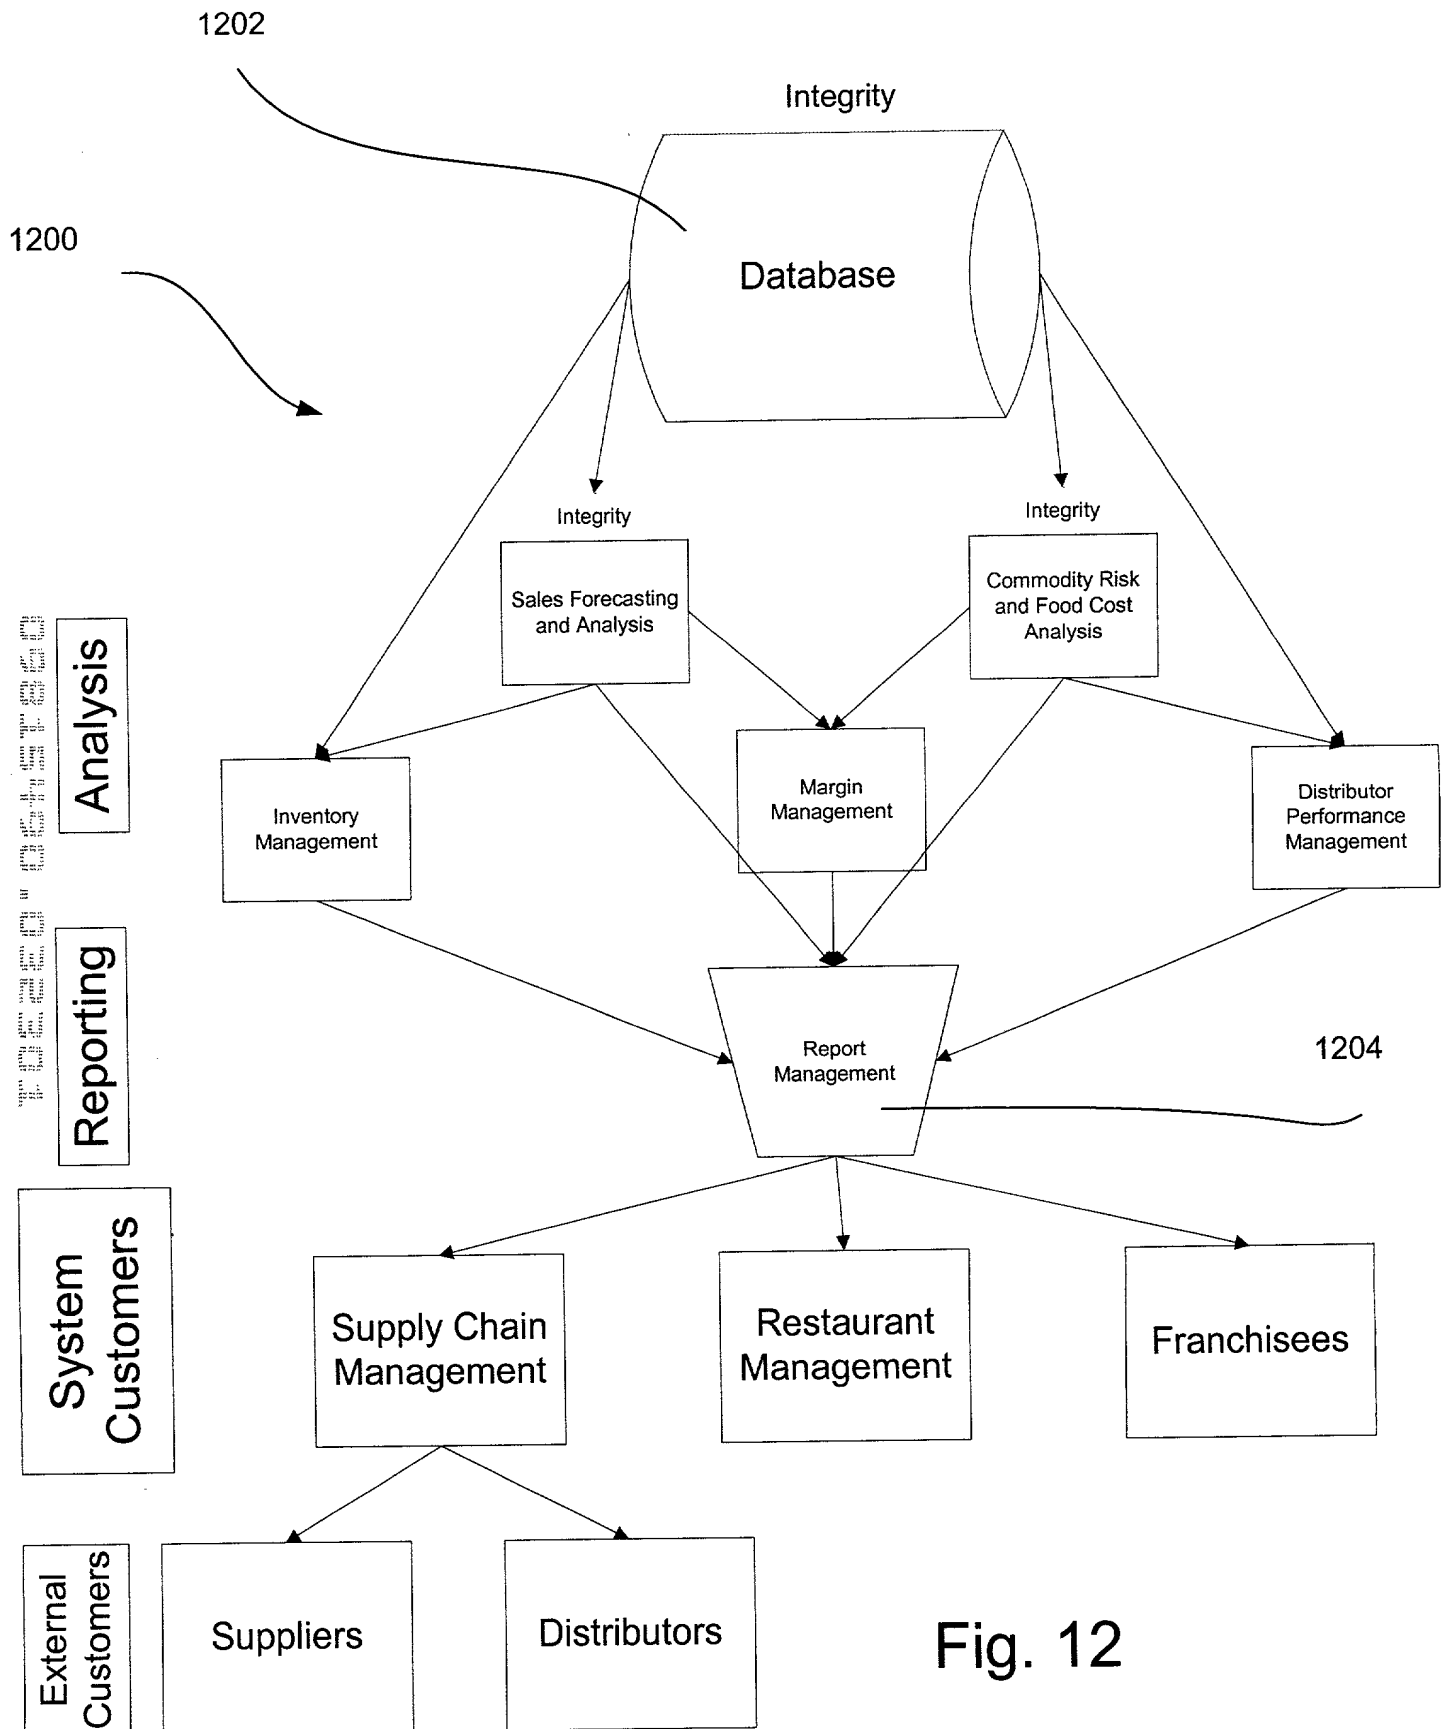 1202
Integrity
1200
Database
Integrity
Integrity
Sales Forecasting
and Analysis
Commodity Risk
and Food Cost
Analysis
Analysis
Inventory
Management
Margin
Management
Distributor
Performance
Management
Reporting
Report
Management
1204
System
Customers
Supply Chain
Management
Restaurant
Management
Franchisees
External
Customers
Suppliers
Distributors
Fig. 12